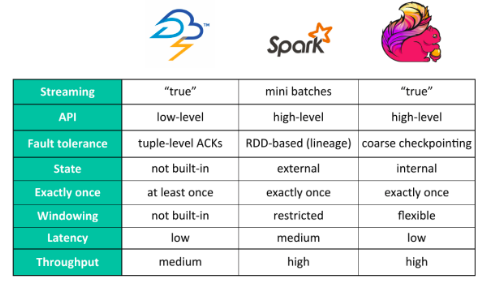 TM
Spark
Streaming "true" mini batches "true"
API low-level high-level high-level
Fault tolerance tuple-level ACKs RDD-based (lineage) coarse checkpointing
State not built-in external internal
Exactly once at least once exactly once exactly once
Windowing not built-in restricted flexible
Latency low medium low
Throughput medium high high